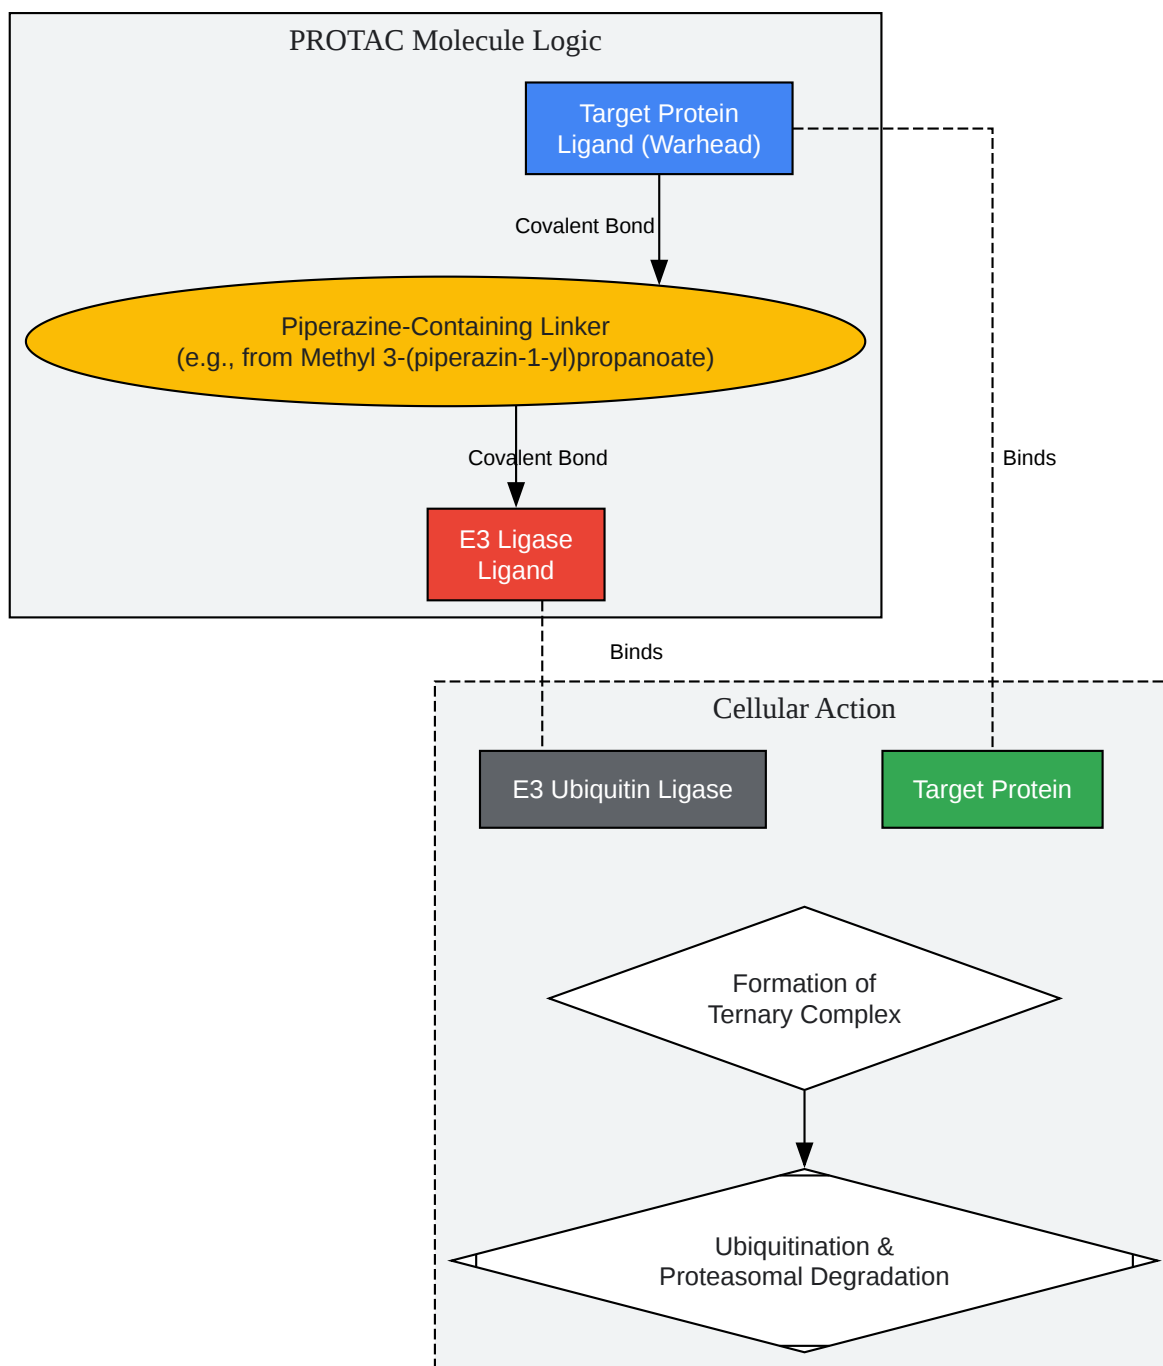 PROTAC Molecule Logic
Target Protein
Ligand (Warhead)
Covalent Bond
Piperazine-Containing Linker
(e.g., from Methyl 3-(piperazin-1-yl)propanoate)
Covalent Bond
Binds
E3 Ligase
Ligand
Binds
Cellular Action
E3 Ubiquitin Ligase
Target Protein
Formation of
Ternary Complex
Ubiquitination &
Proteasomal Degradation